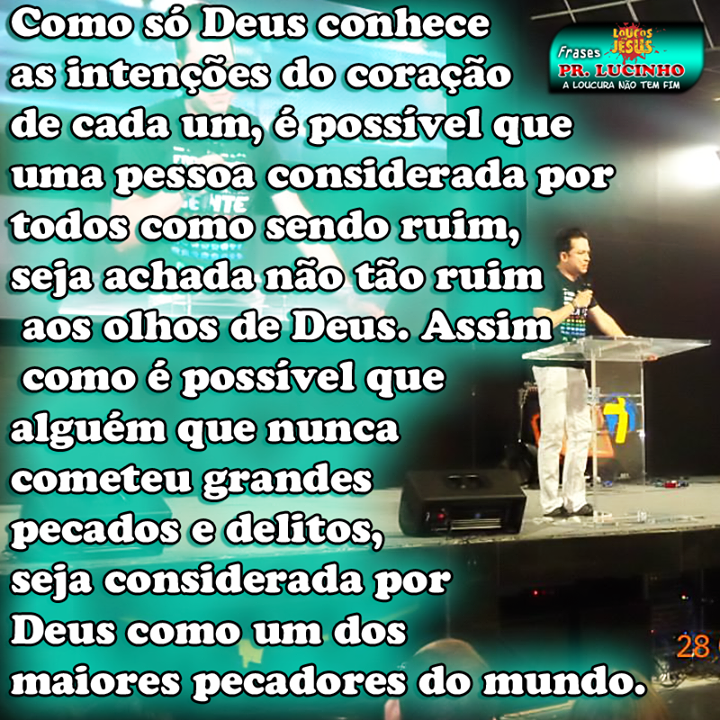 Como só Deus conhece
as intenções do coração
de cada um, é possível que
uma pessoa considerada por
todos como sendo ruim,
seja achada não tão ruim
aos olhos de Deus. Assim
como é possível que
alguém que nunca
cometeu grandes
pecados e delitos,
seja considerada por
Deus como um dos
maiores pecadores do mundo.
Frases
LOUCOS
JESUS
PR. LUCINHO
A LOUCURA NÃO TEM FIM
28